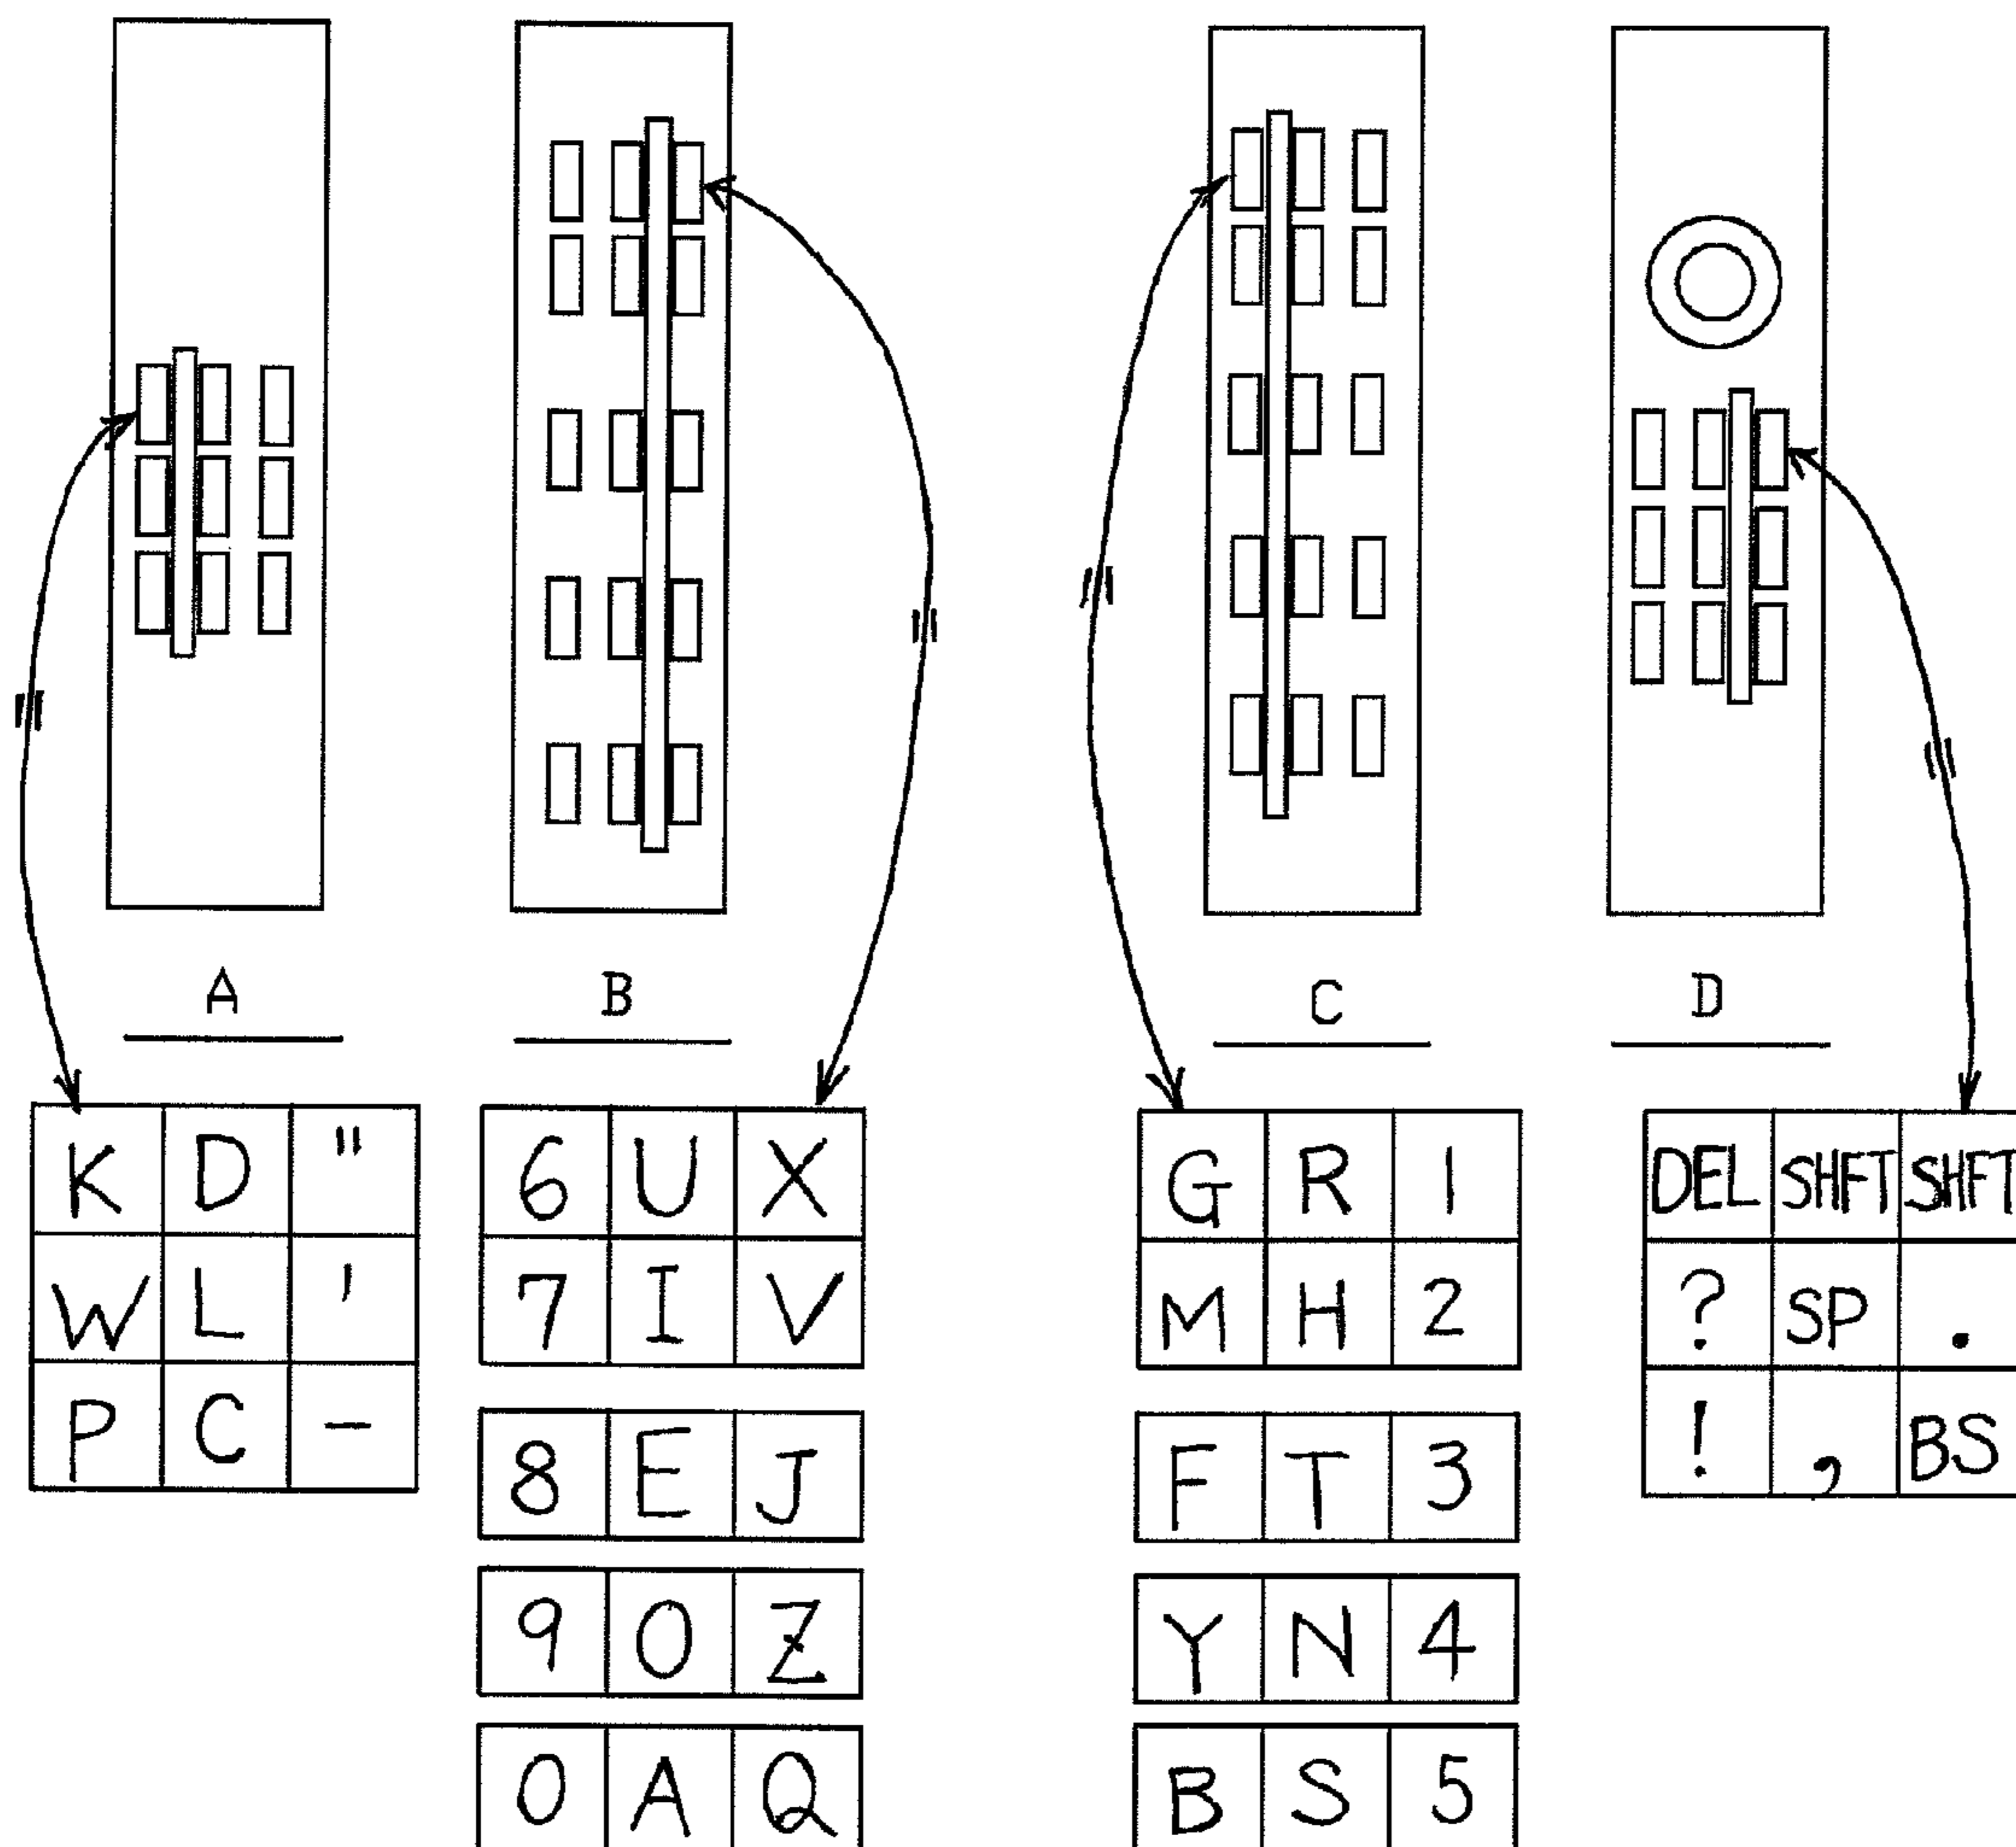 A B C D
K D "
W L '
P C -
6 U X
7 I V
8 E J
9 O Z
0 A Q
G R 1
M H 2
F T 3
Y N 4
B S 5
DEL SHFT SHFT
? SP .
! , BS